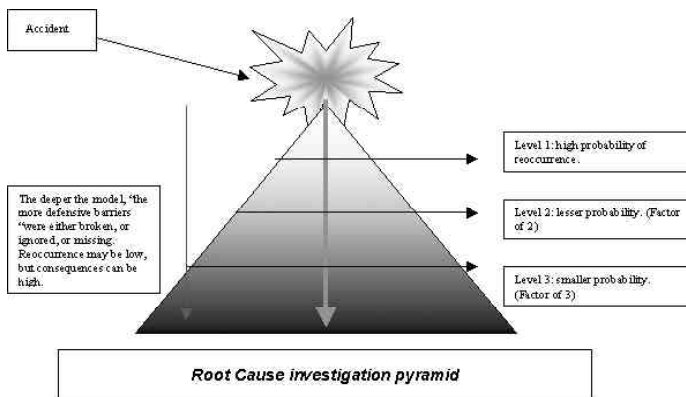 Accident
Level 1: high probability of
reoccurrence.
The deeper the model, “the
more defensive barriers
“were either broken, or
ignored, or missing.
Reoccurrence may be low,
but consequences can be
high.
Level 2: lesser probability. (Factor
of 2)
Level 3: smaller probability.
(Factor of 3)
Root Cause investigation pyramid